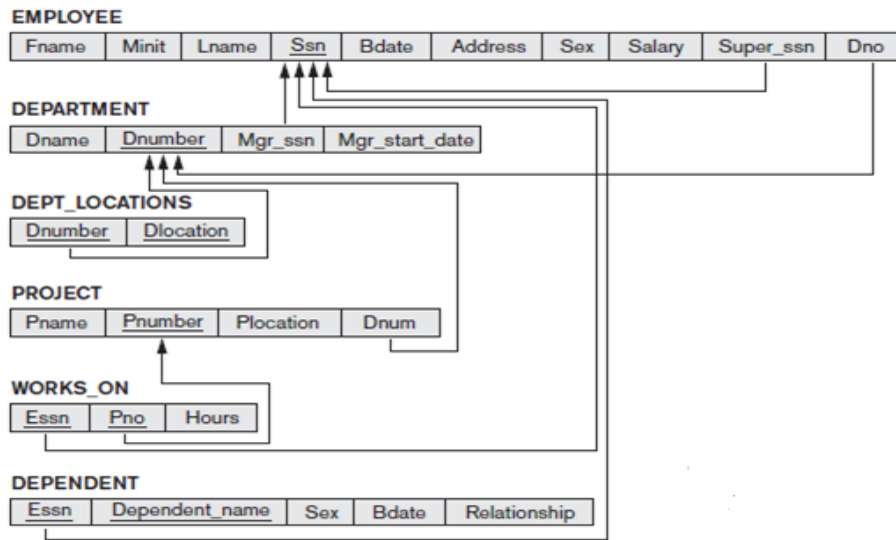 EMPLOYEE
Fname Minit Lname Ssn Bdate Address Sex Salary Super_ssn Dno
DEPARTMENT
Dname Dnumber Mgr_ssn Mgr_start_date
DEPT_LOCATIONS
Dnumber Dlocation
PROJECT
Pname Pnumber Plocation Dnum
WORKS_ON
Essn Pno Hours
DEPENDENT
Essn Dependent_name Sex Bdate Relationship